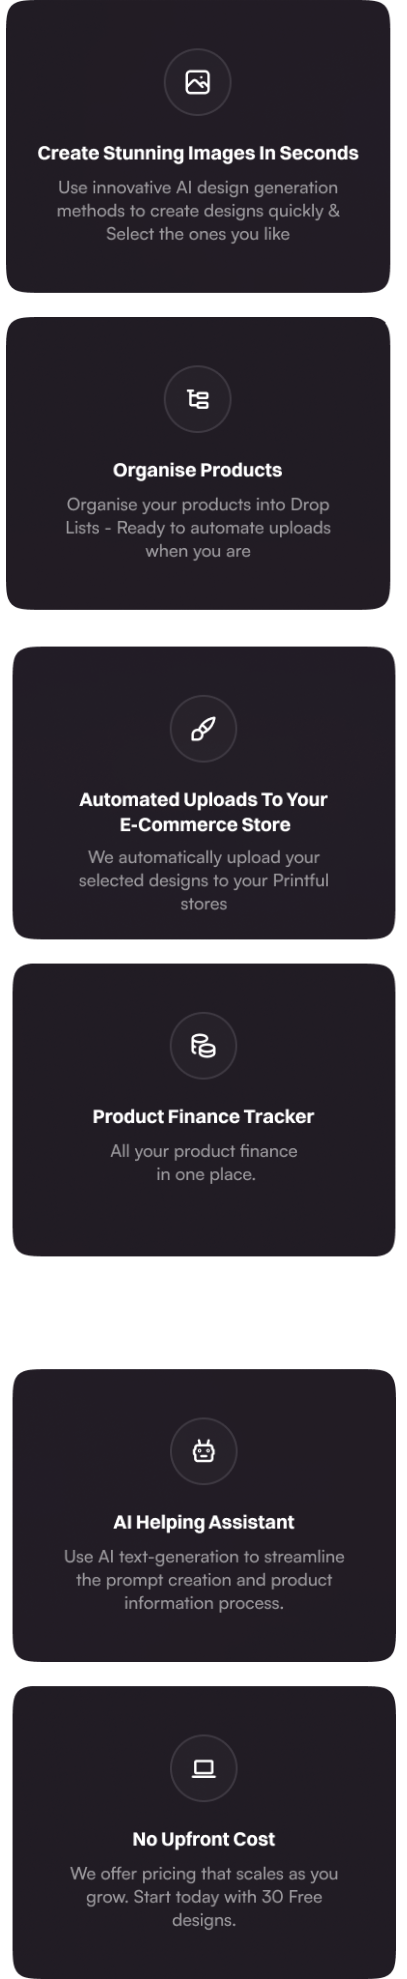 Create Stunning Images In Seconds
Use innovative AI design generation
methods to create designs quickly &
Select the ones you like
Organise Products
Organise your products into Drop
Lists - Ready to automate uploads
when you are
Automated Uploads To Your
E-Commerce Store
We automatically upload your
selected designs to your Printful
stores
Product Finance Tracker
All your product finance
in one place.
AI Helping Assistant
Use AI text-generation to streamline
the prompt creation and product
information process.
No Upfront Cost
We offer pricing that scales as you
grow. Start today with 30 Free
designs.